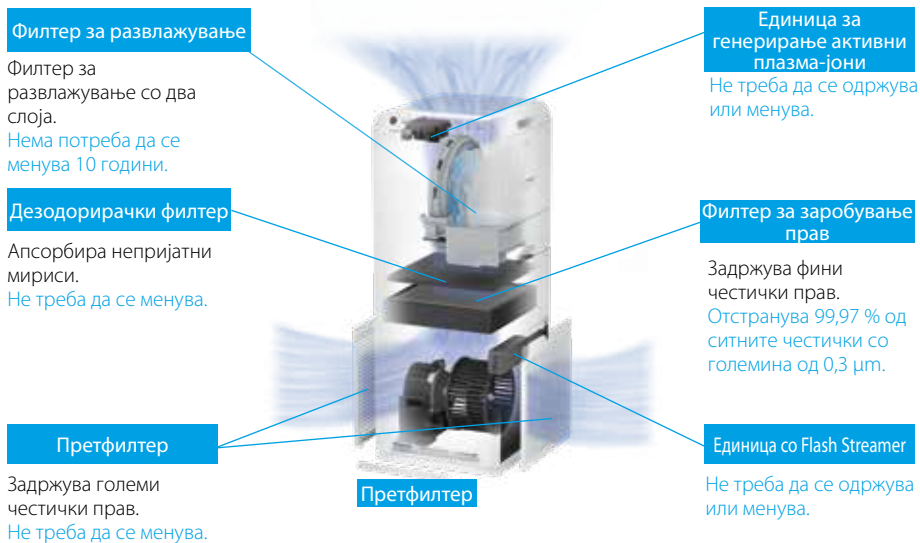 Филтер за развлажување
Филтер за
развлажување со два
слоја.
Нема потреба да се
менува 10 години.
Дезодорирачки филтер
Апсорбира непријатни
мириси.
Не треба да се менува.
Претфилтер
Задржува големи
честички прав.
Не треба да се менува.
Претфилтер
Единица за
генерирање активни
плазма-јони
Не треба да се одржува
или менува.
Филтер за заробување
прав
Задржува фини
честички прав.
Отстранува 99,97 % од
ситните честички со
големина од 0,3 μm.
Единица со Flash Streamer
Не треба да се одржува
или менува.